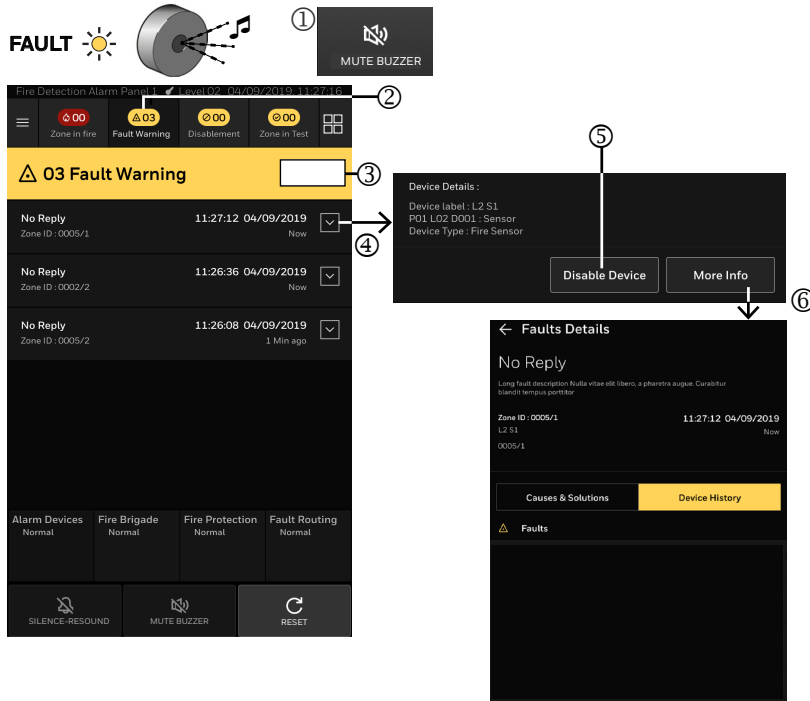 FAULT
①
MUTE BUZZER
Fire Detection Alarm Panel 1 Level 02 04/09/2019, 11:27:16
②
00
03
00
00
Zone in fire
Fault Warning
Disablement
Zone in Test
03 Fault Warning
③
No Reply 11:27:12 04/09/2019
Zone ID : 0005/1 Now
④
No Reply 11:26:36 04/09/2019
Zone ID : 0002/2 Now
No Reply 11:26:08 04/09/2019
Zone ID : 0005/2 1 Min ago
Alarm Devices Fire Brigade Fire Protection Fault Routing
Normal Normal Normal Normal
SILENCE-RESOUND MUTE BUZZER RESET
⑤
Device Details :
Device label : L2 S1
P01 L02 D001 : Sensor
Device Type : Fire Sensor
Disable Device More Info
⑥
Faults Details
No Reply
Long fault description Nulla vitae elit libero, a pharetra augue. Curabitur
blandit tempus porttitor
Zone ID : 0005/1 11:27:12 04/09/2019
L2 S1 Now
0005/1
Causes & Solutions Device History
Faults